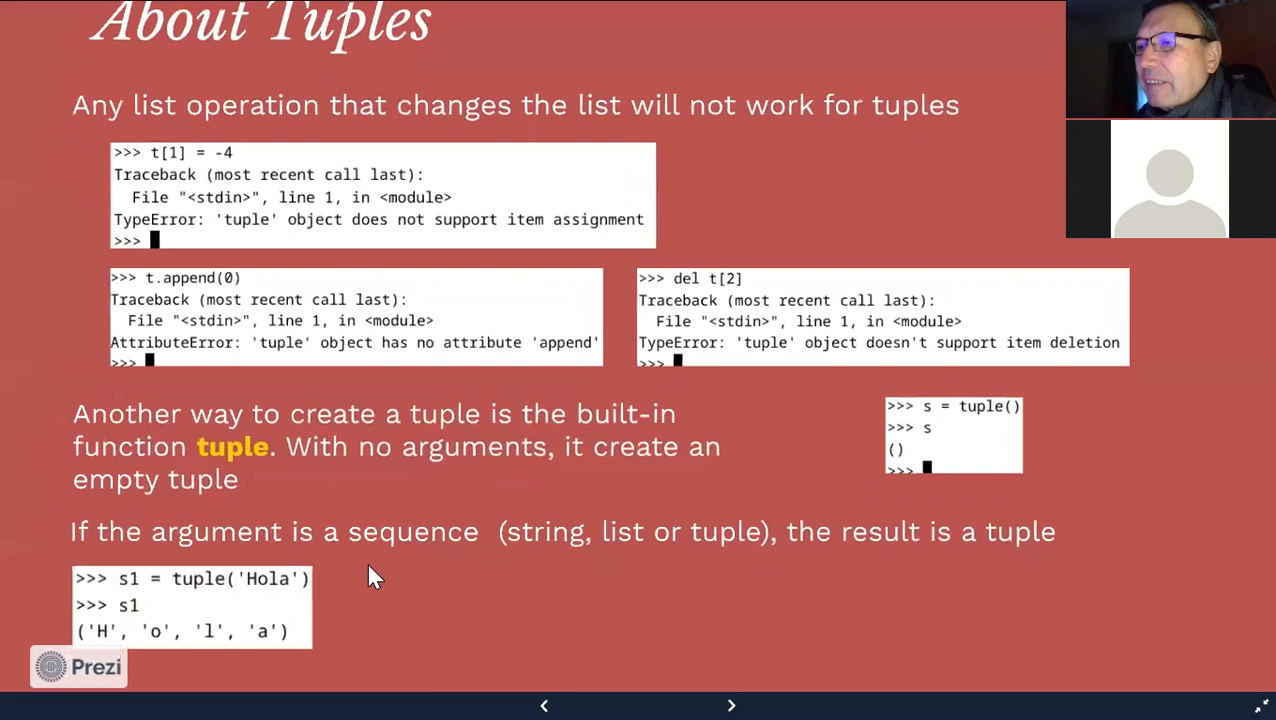 About Tuples
Any list operation that changes the list will not work for tuples
>>> t[1] = -4
Traceback (most recent call last):
  File "<stdin>", line 1, in <module>
TypeError: 'tuple' object does not support item assignment
>>>
>>> t.append(0)
Traceback (most recent call last):
  File "<stdin>", line 1, in <module>
AttributeError: 'tuple' object has no attribute 'append'
>>>
>>> del t[2]
Traceback (most recent call last):
  File "<stdin>", line 1, in <module>
TypeError: 'tuple' object doesn't support item deletion
>>>
Another way to create a tuple is the built-in
function tuple. With no arguments, it create an
empty tuple
>>> s = tuple()
>>> s
()
>>>
If the argument is a sequence (string, list or tuple), the result is a tuple
>>> s1 = tuple('Hola')
>>> s1
('H', 'o', 'l', 'a')
Prezi